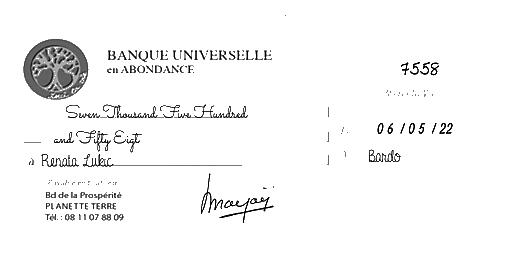 BANQUE UNIVERSELLE
en ABONDANCE
7558
Seven Thousand Five Hundred
and Fifty Eigt
06/05/22
à Renata Lukic
Bardo
Bd de la Prospérité
PLANETTE TERRE
Tél. : 08 11 07 88 09